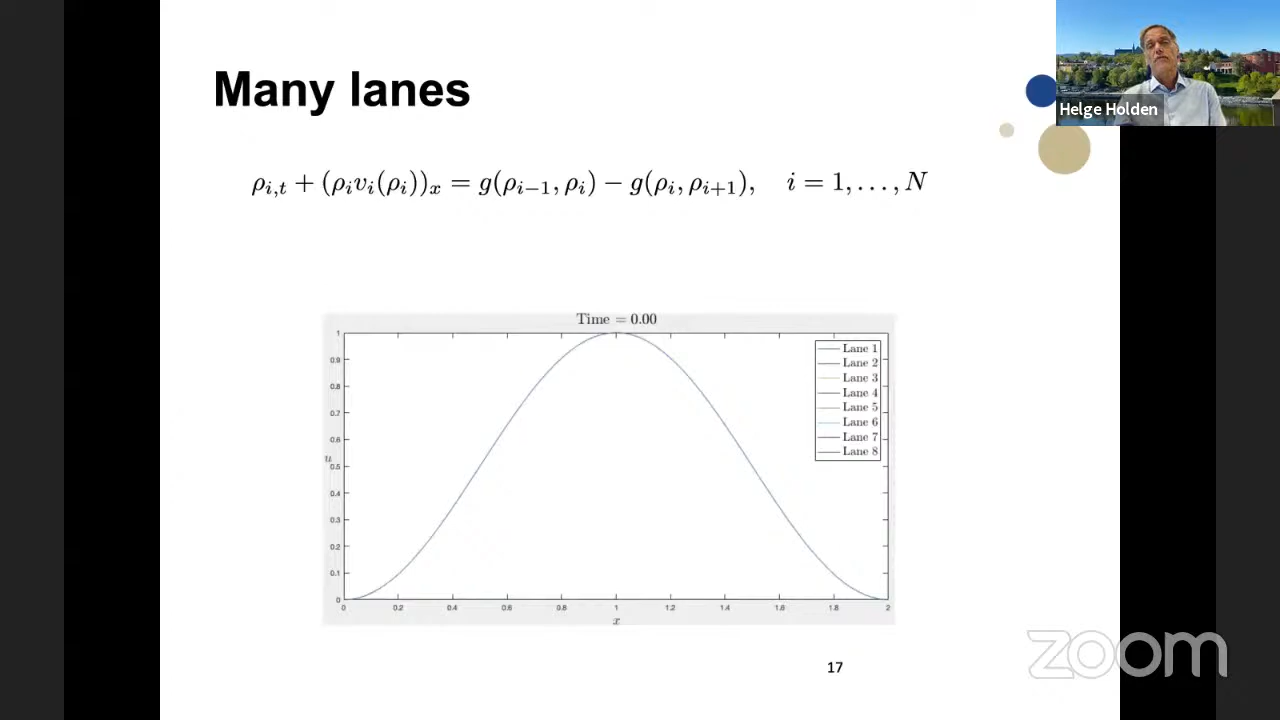 Many lanes
Helge Holden
ρ_{i,t} + (ρ_i v_i(ρ_i))_x = g(ρ_{i−1}, ρ_i) − g(ρ_i, ρ_{i+1}),   i = 1, . . . , N
Time = 0.00
1
0.9
0.8
0.7
0.6
0.5
0.4
0.3
0.2
0.1
0
u
Lane 1
Lane 2
Lane 3
Lane 4
Lane 5
Lane 6
Lane 7
Lane 8
0 0.2 0.4 0.6 0.8 1 1.2 1.4 1.6 1.8 2
x
17
zoom